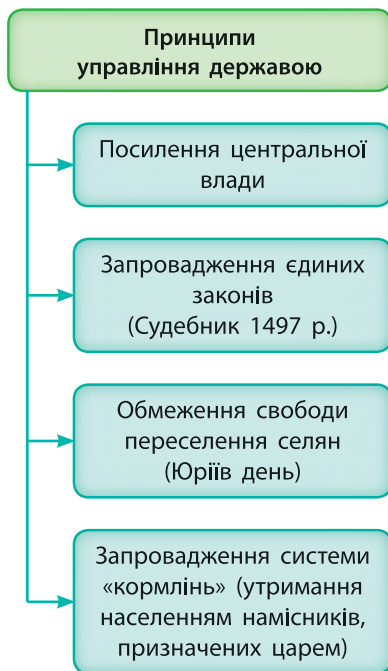 Принципи
управління державою
Посилення центральної
влади
Запровадження єдиних
законів
(Судебник 1497 р.)
Обмеження свободи
переселення селян
(Юріїв день)
Запровадження системи
«кормлінь» (утримання
населенням намісників,
призначених царем)